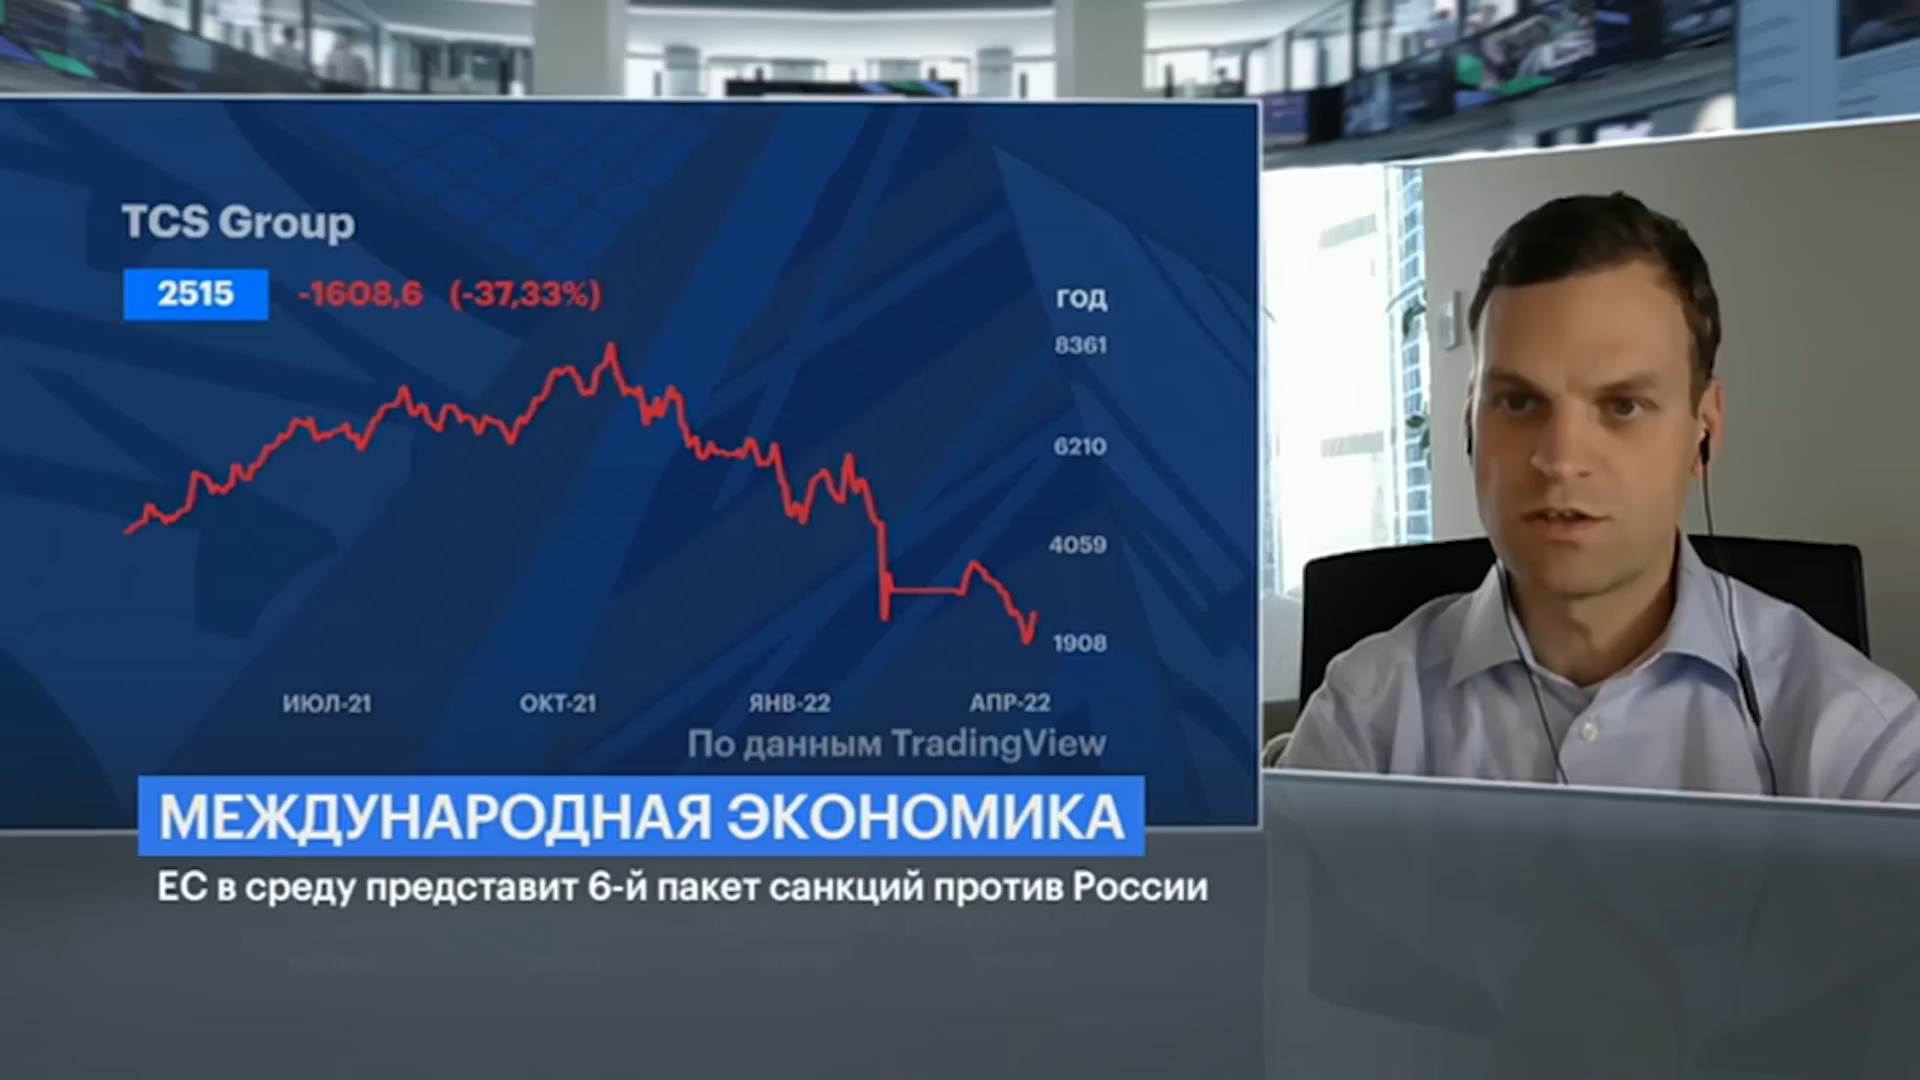 TCS Group
2515 -1608,6 (-37,33%)
ГОД
8361
6210
4059
1908
ИЮЛ-21 ОКТ-21 ЯНВ-22 АПР-22
По данным TradingView
МЕЖДУНАРОДНАЯ ЭКОНОМИКА
ЕС в среду представит 6-й пакет санкций против России